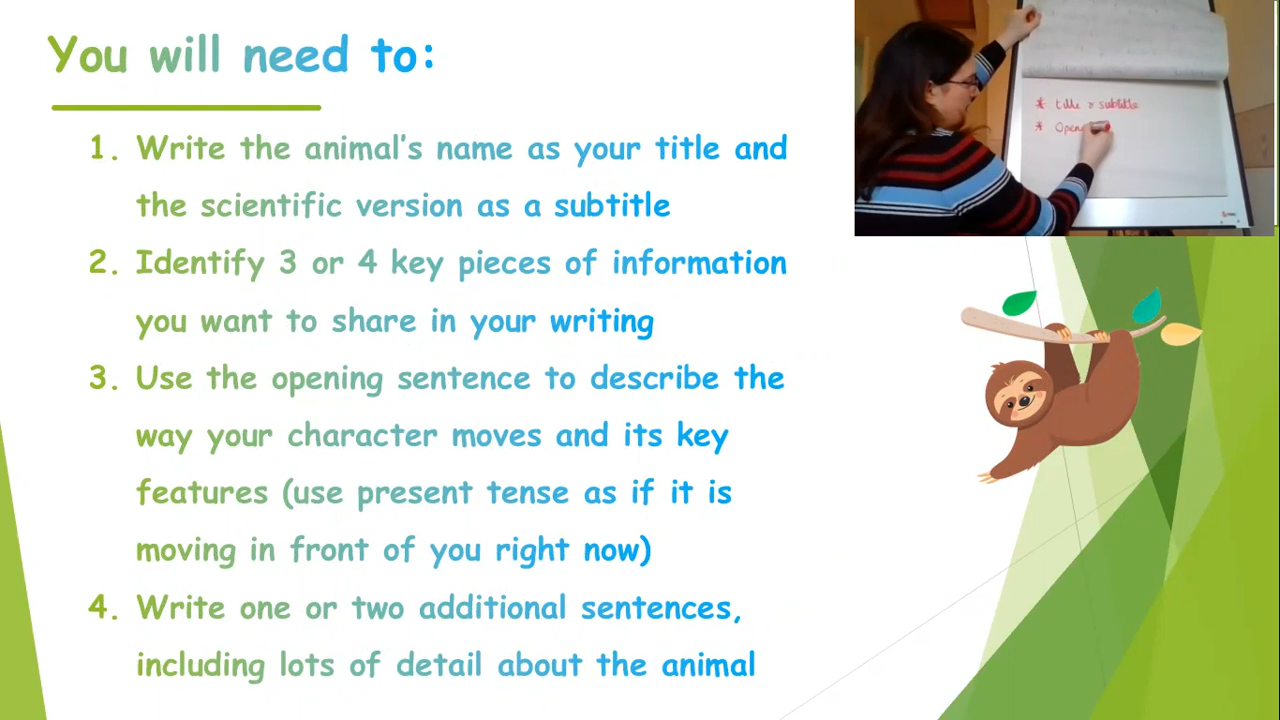 You will need to:
1. Write the animal's name as your title and
the scientific version as a subtitle
2. Identify 3 or 4 key pieces of information
you want to share in your writing
3. Use the opening sentence to describe the
way your character moves and its key
features (use present tense as if it is
moving in front of you right now)
4. Write one or two additional sentences,
including lots of detail about the animal
* title & subtitle
* Open